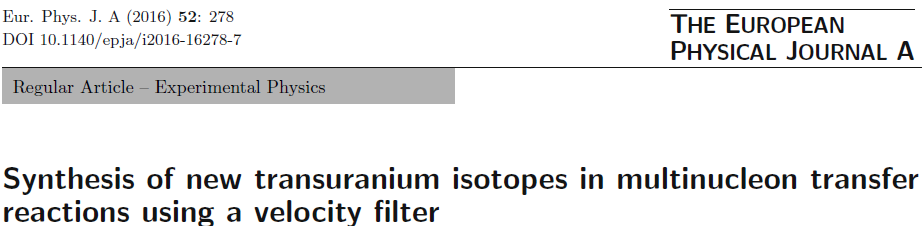 Eur. Phys. J. A (2016) 52: 278
DOI 10.1140/epja/i2016-16278-7
THE EUROPEAN
PHYSICAL JOURNAL A
Regular Article – Experimental Physics
Synthesis of new transuranium isotopes in multinucleon transfer
reactions using a velocity filter